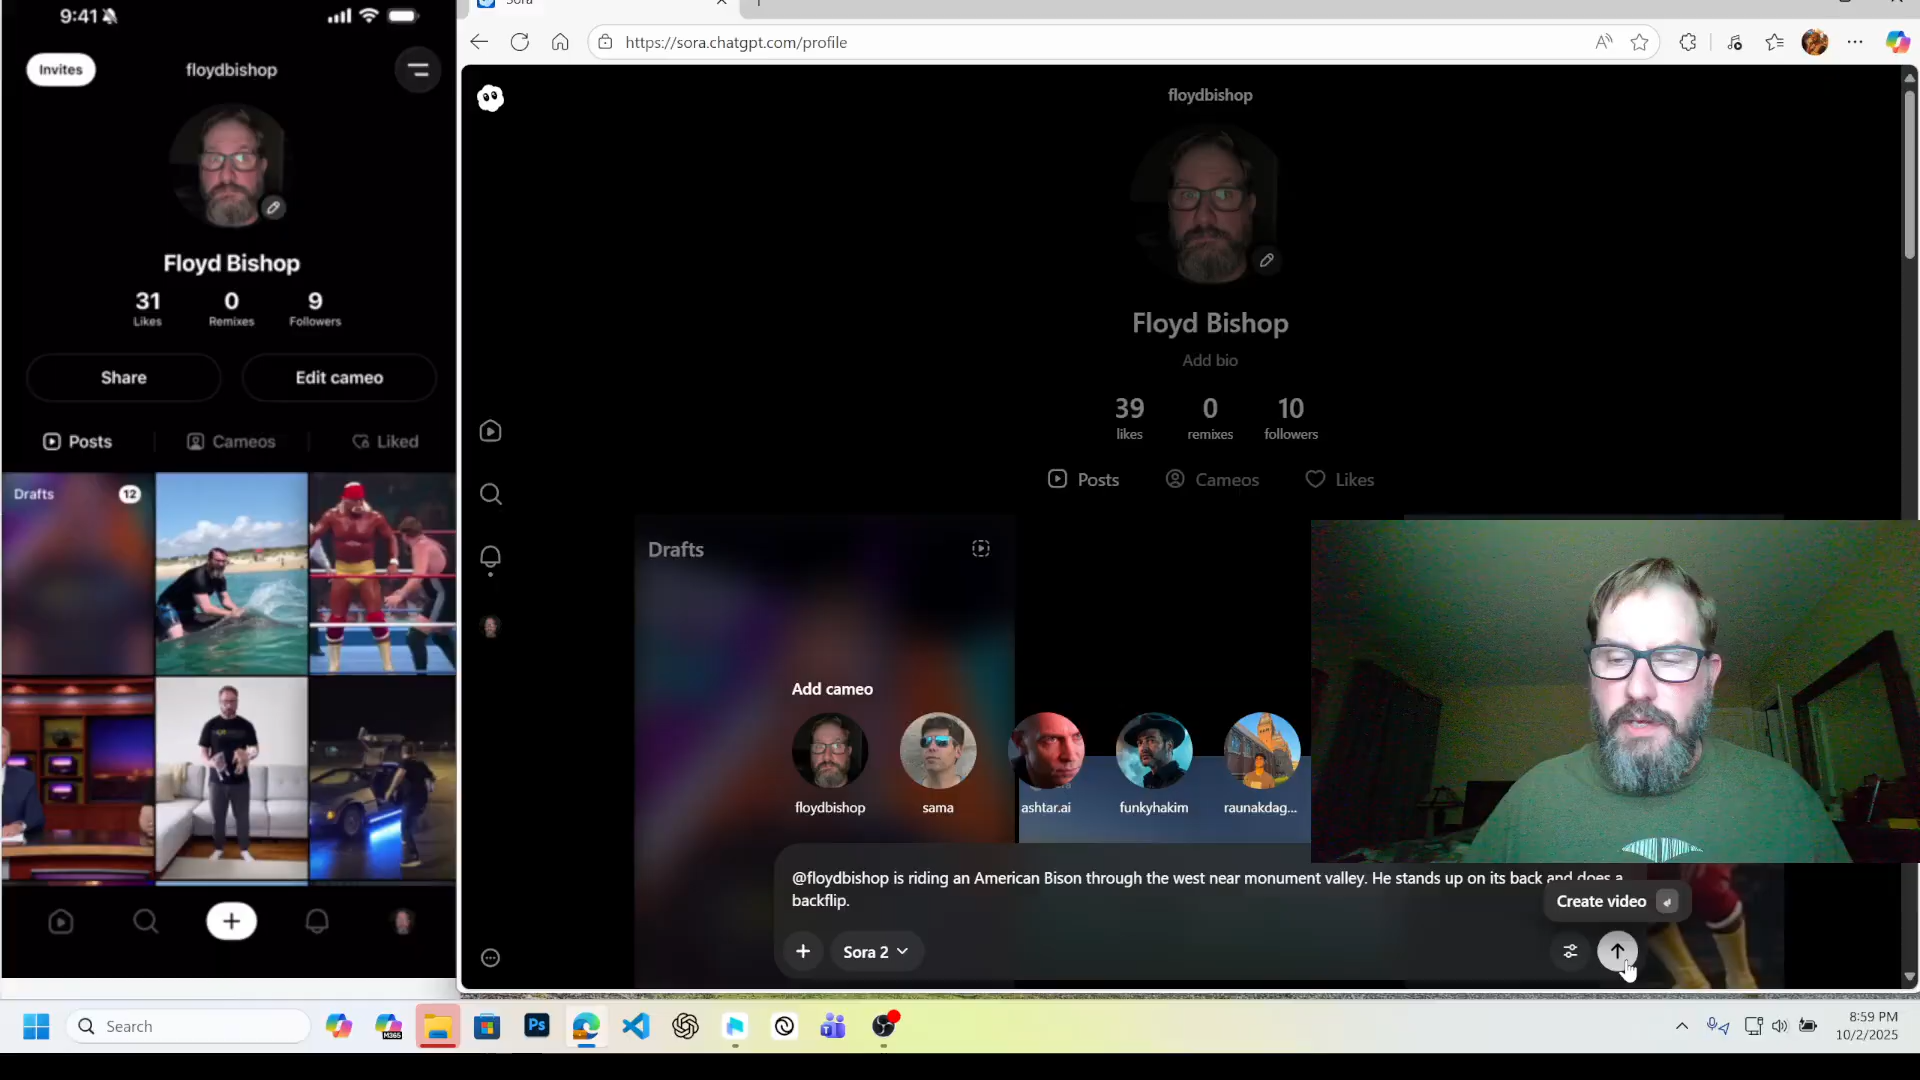 9:41
Invites
floydbishop
Floyd Bishop
31
0
9
Likes
Remixes
Followers
Share
Edit cameo
Posts
Cameos
Liked
Drafts
12
Sora
https://sora.chatgpt.com/profile
floydbishop
Floyd Bishop
Add bio
39
0
10
likes
remixes
followers
Posts
Cameos
Likes
Drafts
Add cameo
floydbishop
sama
ashtar.ai
funkyhakim
raunakdag...
@floydbishop is riding an American Bison through the west near monument valley. He stands up on its back and does a
backflip.
Create video
Sora 2
Search
M365
Ps
8:59 PM
10/2/2025